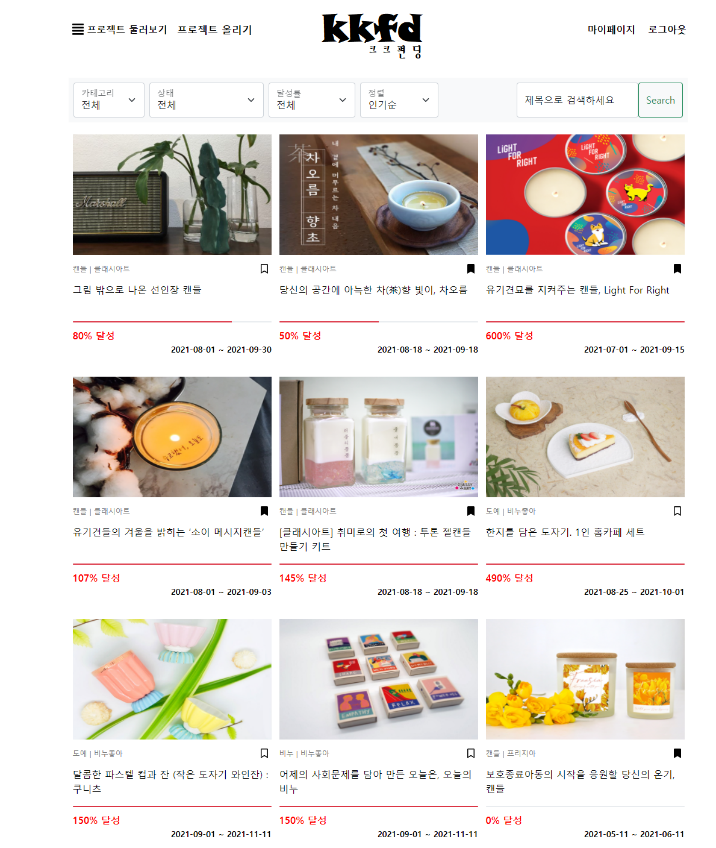 프로젝트 둘러보기 프로젝트 올리기
kkfd
크크펀딩
마이페이지 로그아웃
카테고리
전체
상태
전체
달성률
전체
정렬
인기순
제목으로 검색하세요
Search
Marshall
茶
차오름 향초
내 곁에 머무르는 차 내음
LIGHT
FOR
RIGHT
캔들 | 클래시아트
그림 밖으로 나온 선인장 캔들
80% 달성
2021-08-01 ~ 2021-09-30
캔들 | 클래시아트
당신의 공간에 아늑한 차(茶)향 빛이, 차오름
50% 달성
2021-08-18 ~ 2021-09-18
캔들 | 클래시아트
유기견묘를 지켜주는 캔들, Light For Right
600% 달성
2021-07-01 ~ 2021-09-15
캔들 | 클래시아트
유기견들의 겨울을 밝히는 ‘소이 메시지캔들’
107% 달성
2021-08-01 ~ 2021-09-03
캔들 | 클래시아트
[클래시아트] 취미로의 첫 여행 : 투톤 젤캔들
만들기 키트
145% 달성
2021-08-18 ~ 2021-09-18
도예 | 비누좋아
한지를 담은 도자기. 1인 홈카페 세트
490% 달성
2021-08-25 ~ 2021-10-01
RELAX
Freesia
도예 | 비누좋아
달콤한 파스텔 컵과 잔 (작은 도자기 와인잔) :
쿠니츠
150% 달성
2021-09-01 ~ 2021-11-11
비누 | 비누좋아
어제의 사회문제를 담아 만든 오늘은, 오늘의
비누
150% 달성
2021-09-01 ~ 2021-11-11
캔들 | 프리지아
보호종료아동의 시작을 응원할 당신의 온기,
캔들
0% 달성
2021-05-11 ~ 2021-06-11